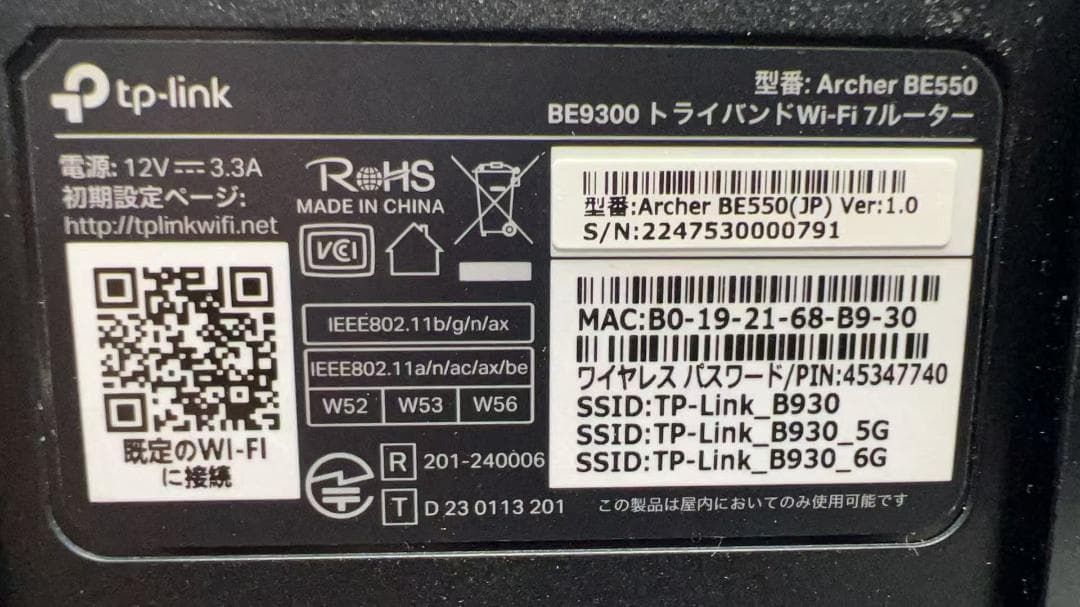 tp-link
型番: Archer BE550
BE9300 トライバンドWi-Fi 7ルーター
電源: 12V 3.3A
初期設定ページ:
http://tplinkwifi.net
既定のWI-FI
に接続
RoHS
MADE IN CHINA
VCCI
IEEE802.11b/g/n/ax
IEEE802.11a/n/ac/ax/be
W52 W53 W56
R 201-240006
T D 23 0113 201
型番:Archer BE550(JP) Ver:1.0
S/N:2247530000791
MAC:B0-19-21-68-B9-30
ワイヤレス パスワード/PIN:45347740
SSID:TP-Link_B930
SSID:TP-Link_B930_5G
SSID:TP-Link_B930_6G
この製品は屋内においてのみ使用可能です